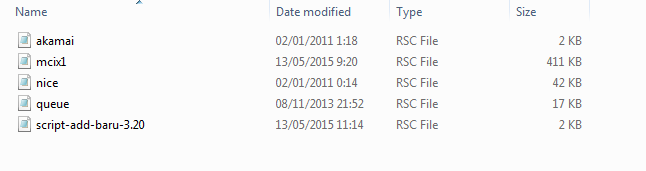 Name Date modified Type Size
akamai 02/01/2011 1:18 RSC File 2 KB
mcix1 13/05/2015 9:20 RSC File 411 KB
nice 02/01/2011 0:14 RSC File 42 KB
queue 08/11/2013 21:52 RSC File 17 KB
script-add-baru-3.20 13/05/2015 11:14 RSC File 2 KB